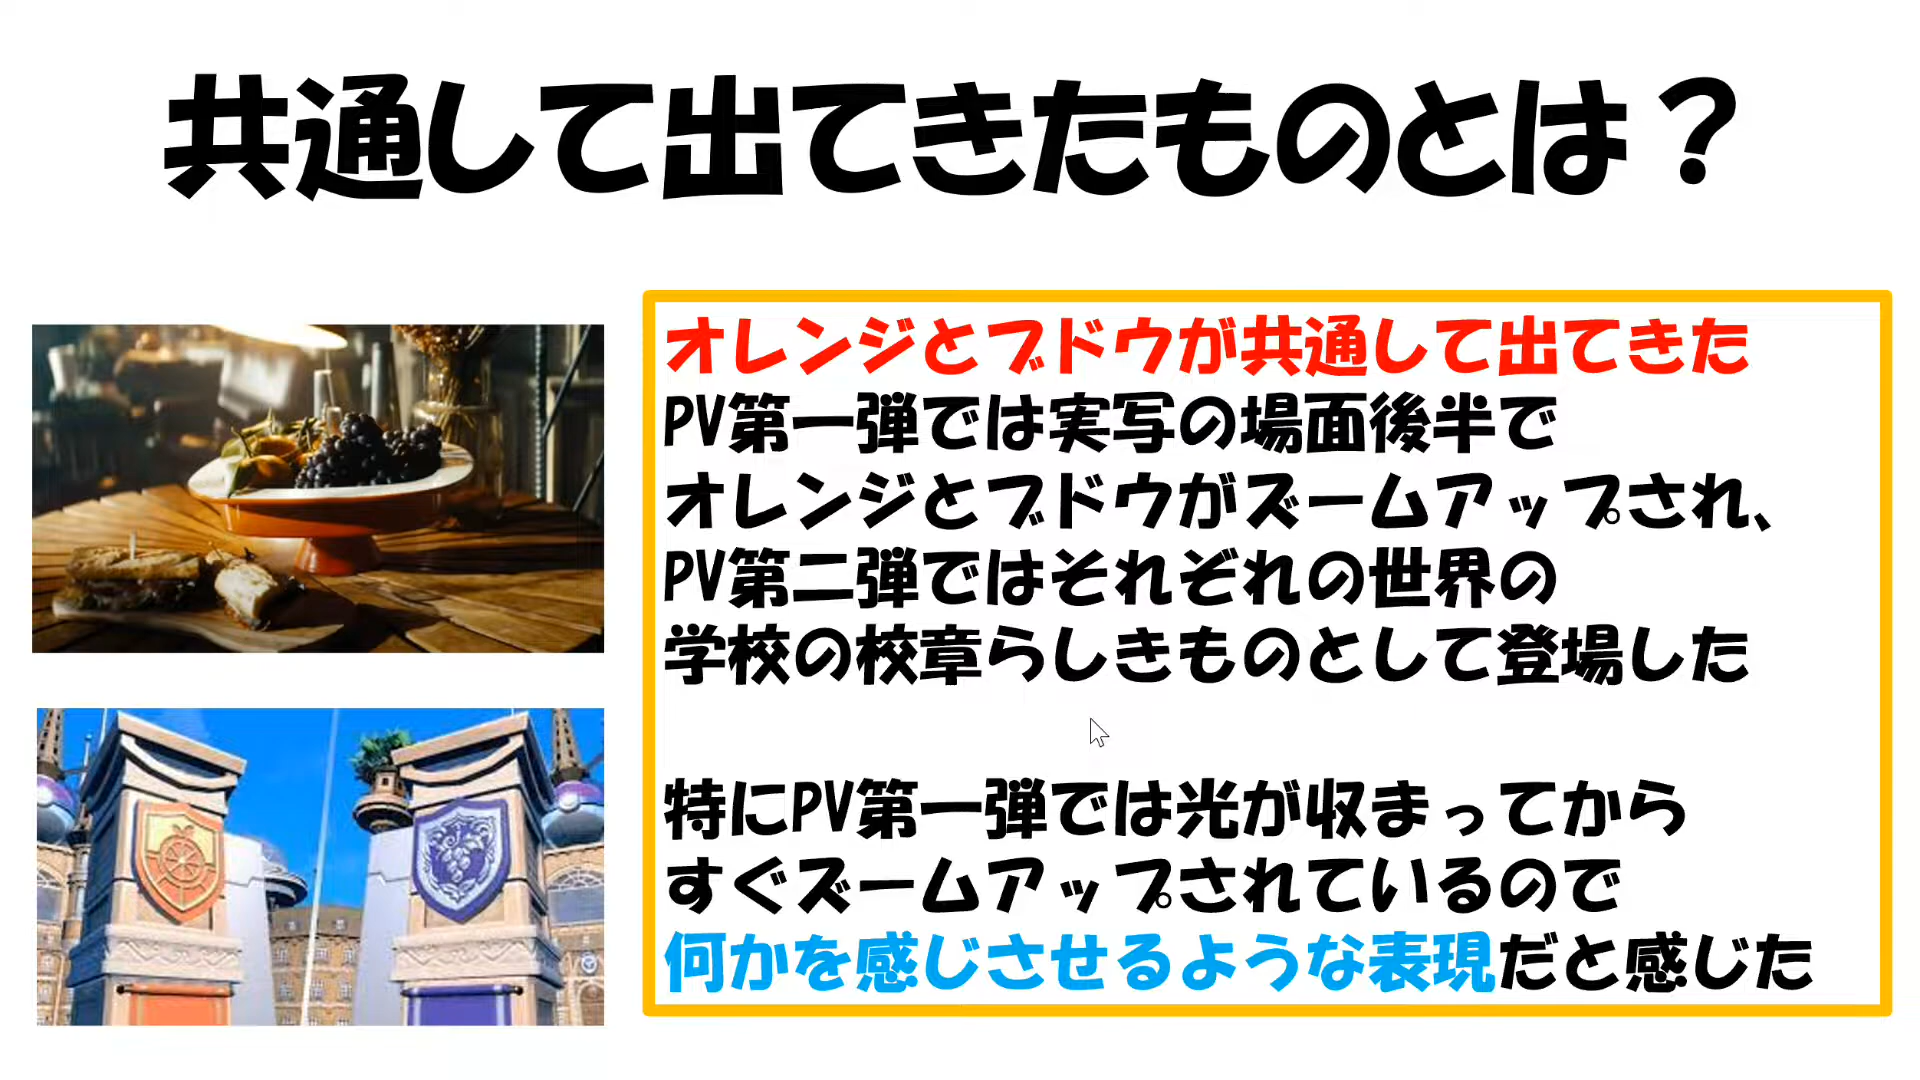 共通して出てきたものとは？
オレンジとブドウが共通して出てきた
PV第一弾では実写の場面後半で
オレンジとブドウがズームアップされ、
PV第二弾ではそれぞれの世界の
学校の校章らしきものとして登場した
特にPV第一弾では光が収まってから
すぐズームアップされているので
何かを感じさせるような表現だと感じた